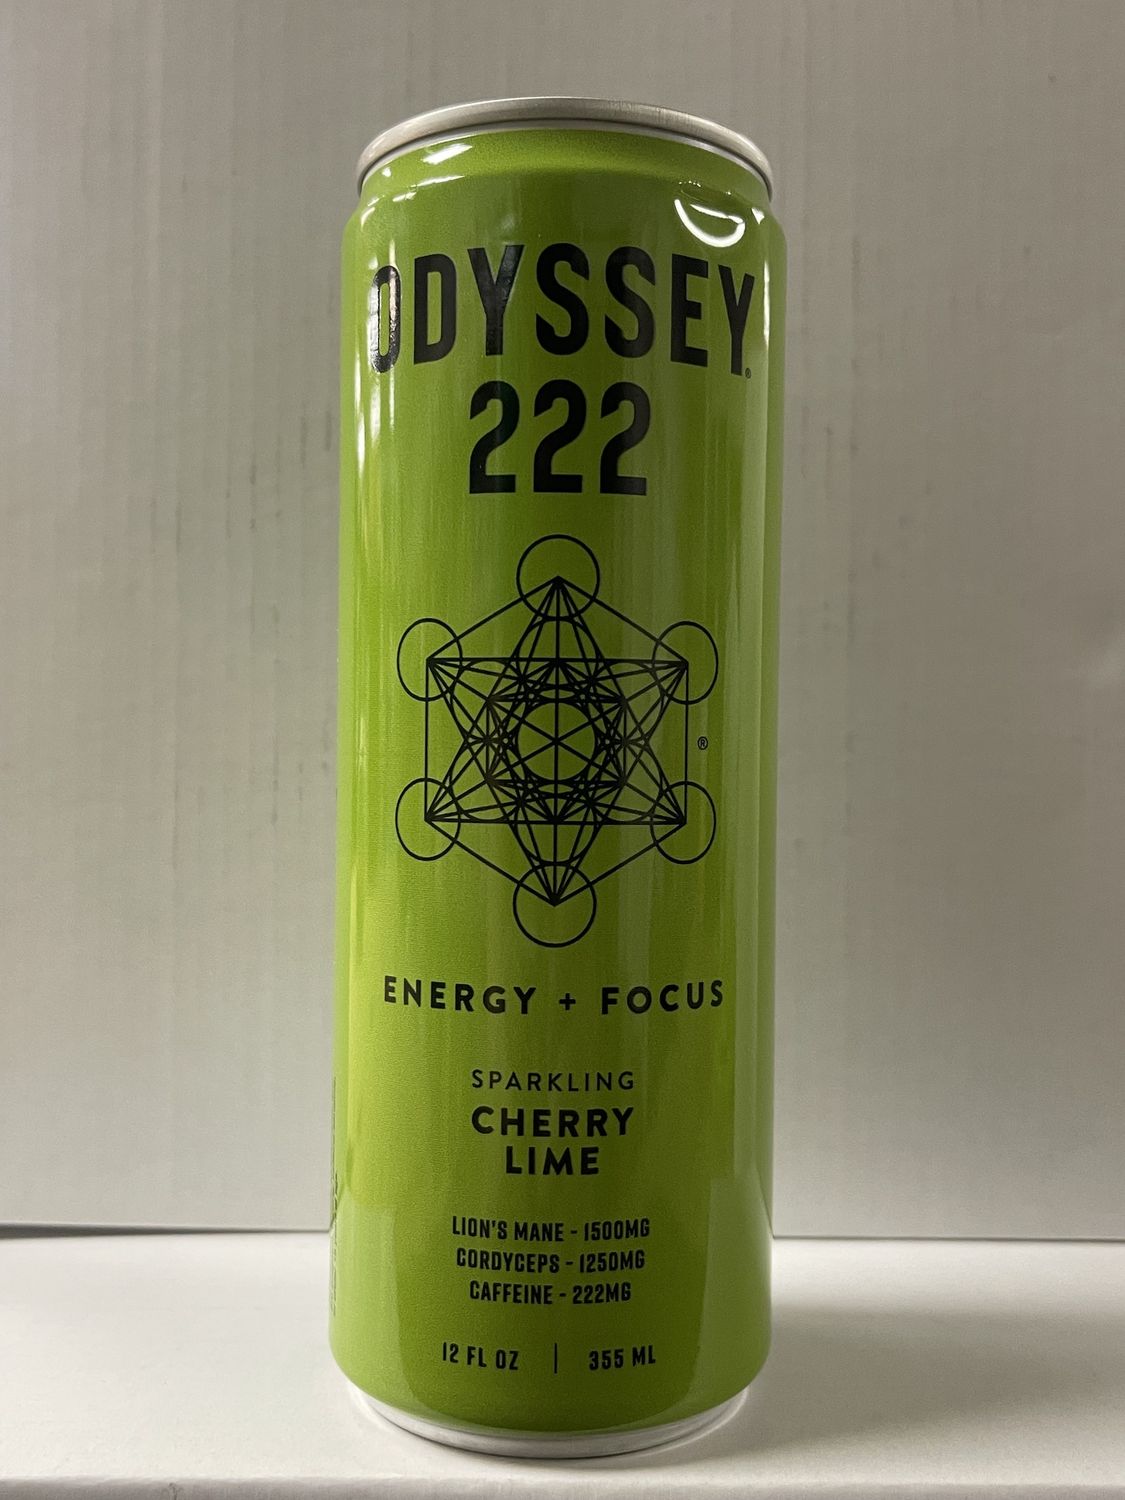 ODYSSEY®
222
®
ENERGY + FOCUS
SPARKLING
CHERRY
LIME
LION'S MANE - 1500MG
CORDYCEPS - 1250MG
CAFFEINE - 222MG
12 FL OZ | 355 ML